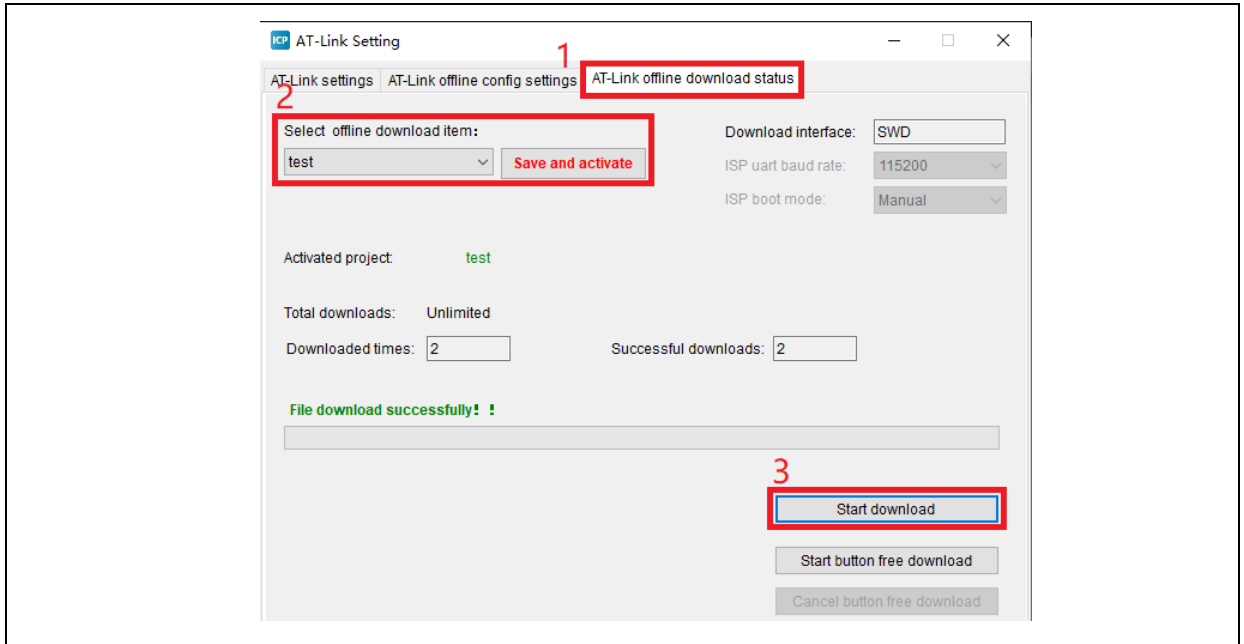 ICP AT-Link Setting
1
AT-Link settings AT-Link offline config settings AT-Link offline download status
2
Select offline download item:
test Save and activate
Download interface: SWD
ISP uart baud rate: 115200
ISP boot mode: Manual
Activated project: test
Total downloads: Unlimited
Downloaded times: 2 Successful downloads: 2
File download successfully!!
3
Start download
Start button free download
Cancel button free download